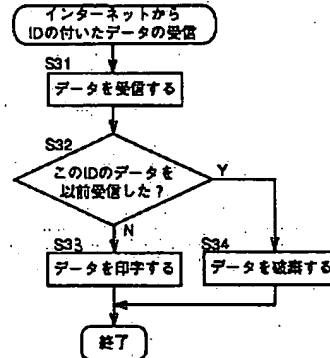 インターネットから
IDの付いたデータの受信
S31
データを受信する
S32
このIDのデータを
以前受信した？
Y
N
S33
データを印字する
S34
データを破棄する
終了